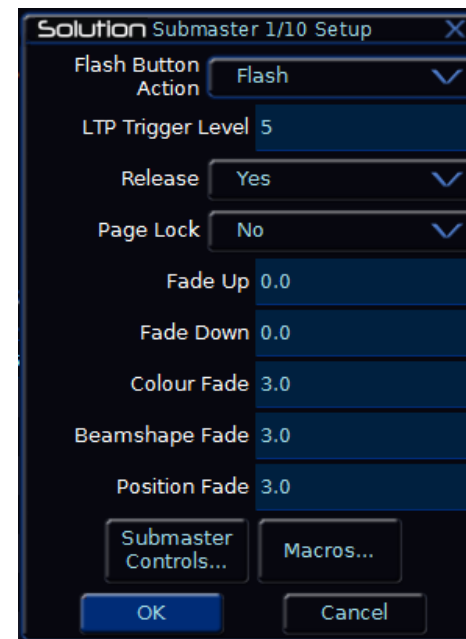 Solution Submaster 1/10 Setup X
Flash Button
Action Flash
LTP Trigger Level 5
Release Yes
Page Lock No
Fade Up 0.0
Fade Down 0.0
Colour Fade 3.0
Beamshape Fade 3.0
Position Fade 3.0
Submaster
Controls...
Macros...
OK Cancel